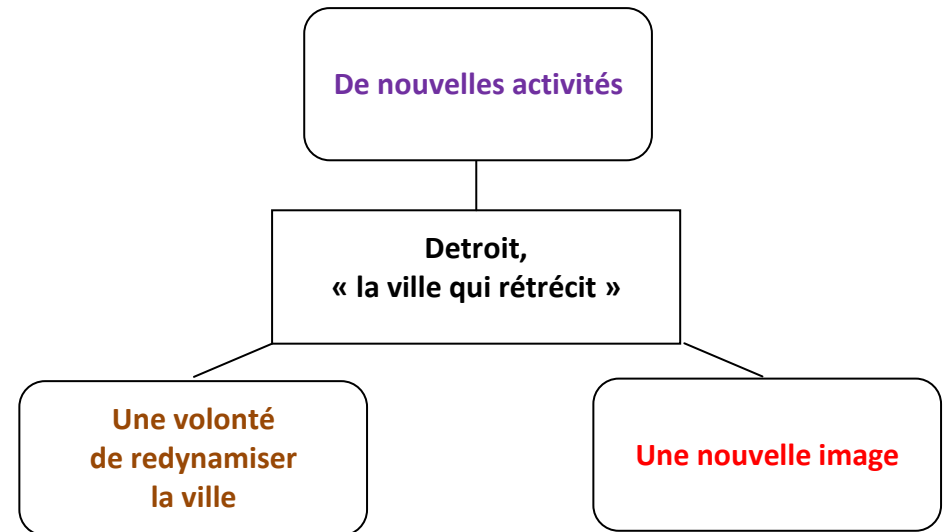 De nouvelles activités
Detroit,
« la ville qui rétrécit »
Une volonté
de redynamiser
la ville
Une nouvelle image